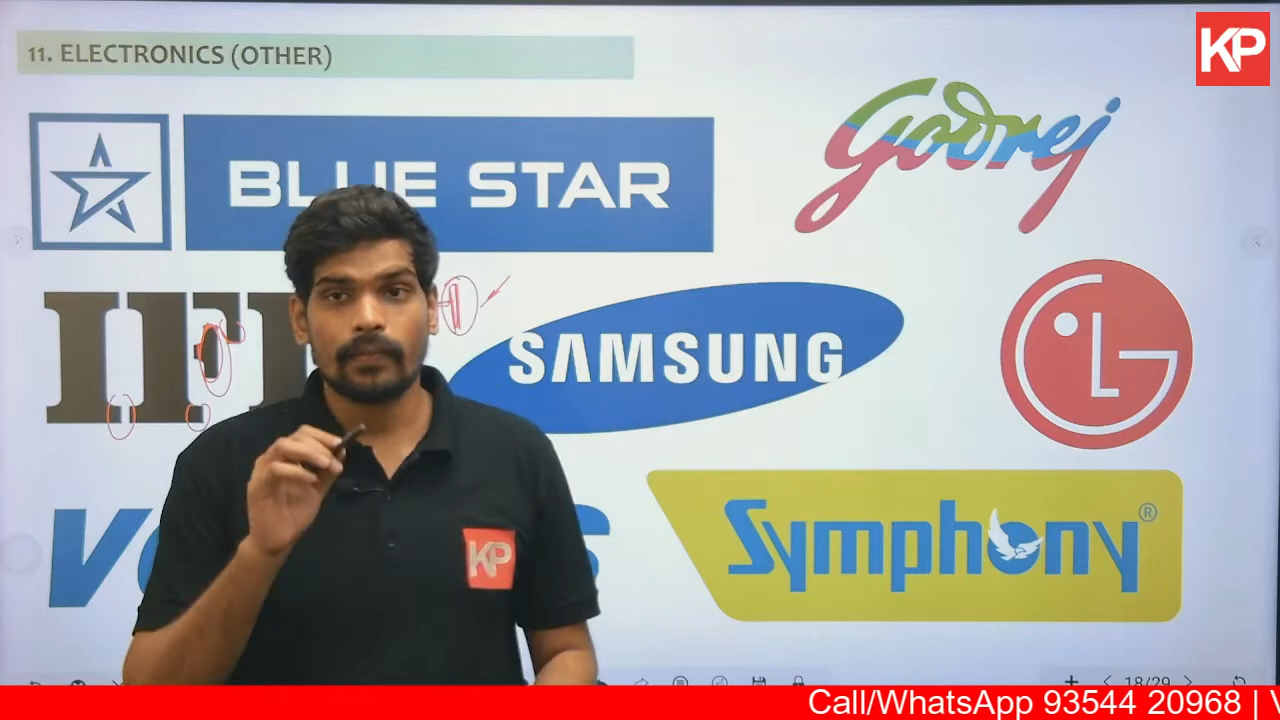 KP
11. ELECTRONICS (OTHER)
BLUE STAR
Godrej
SAMSUNG
LG
Symphony ®
KP
18/29
Call/WhatsApp 93544 20968 |